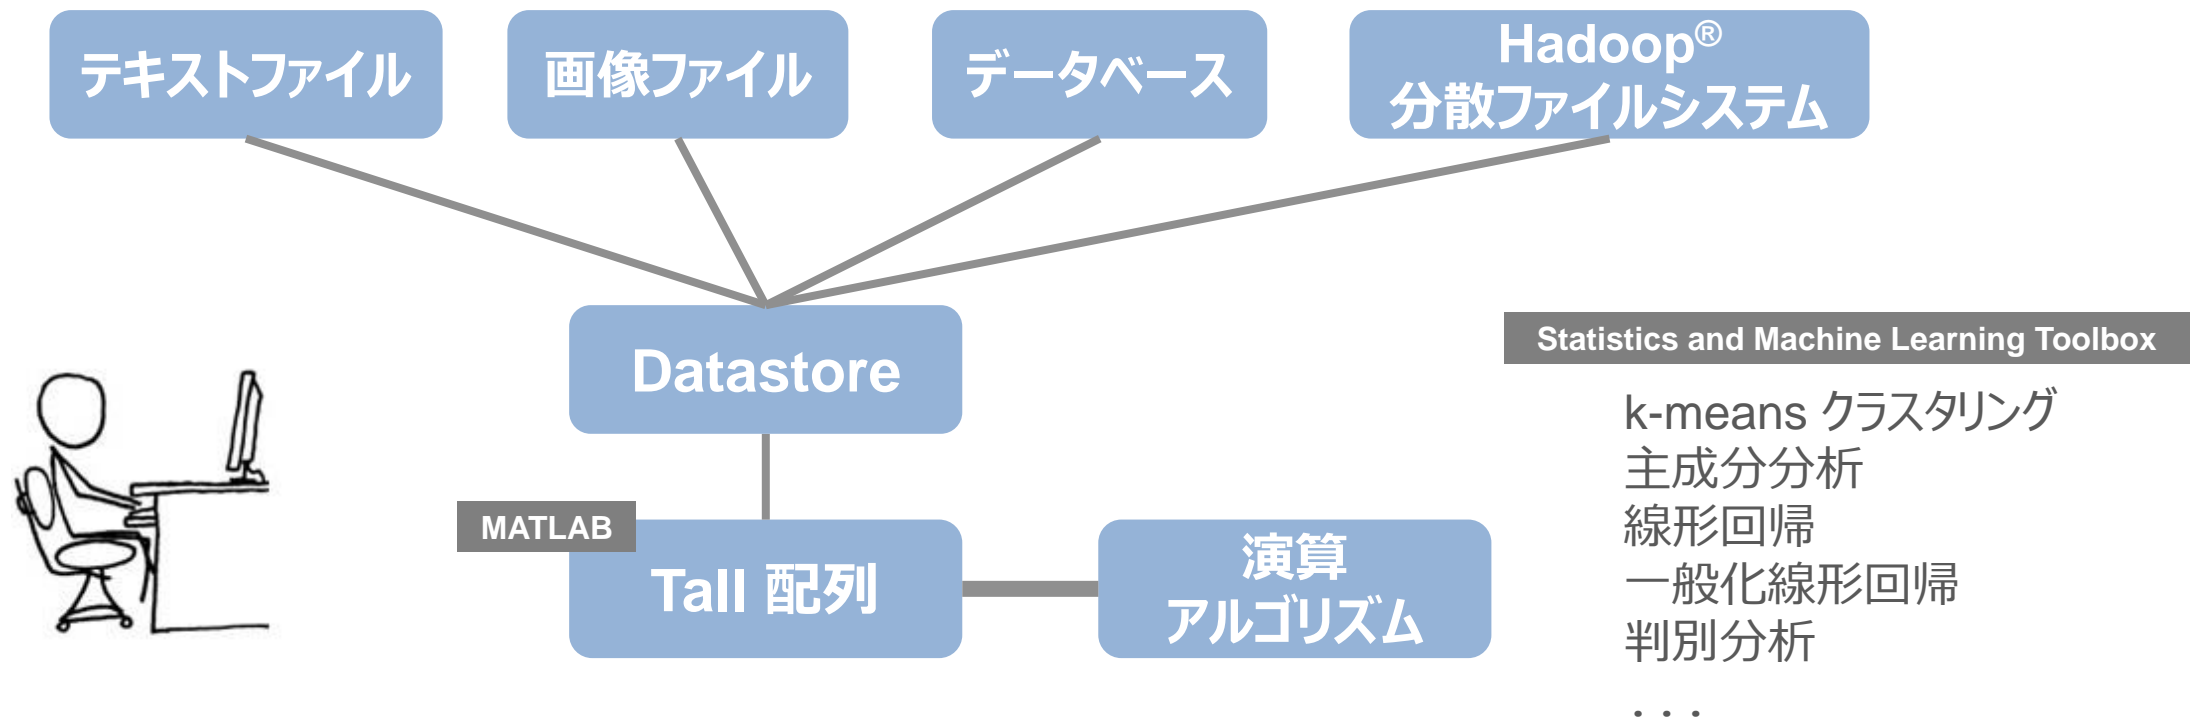 テキストファイル
画像ファイル
データベース
Hadoop®
分散ファイルシステム
Datastore
MATLAB
Tall 配列
演算
アルゴリズム
Statistics and Machine Learning Toolbox
k-means クラスタリング
主成分分析
線形回帰
一般化線形回帰
判別分析
...